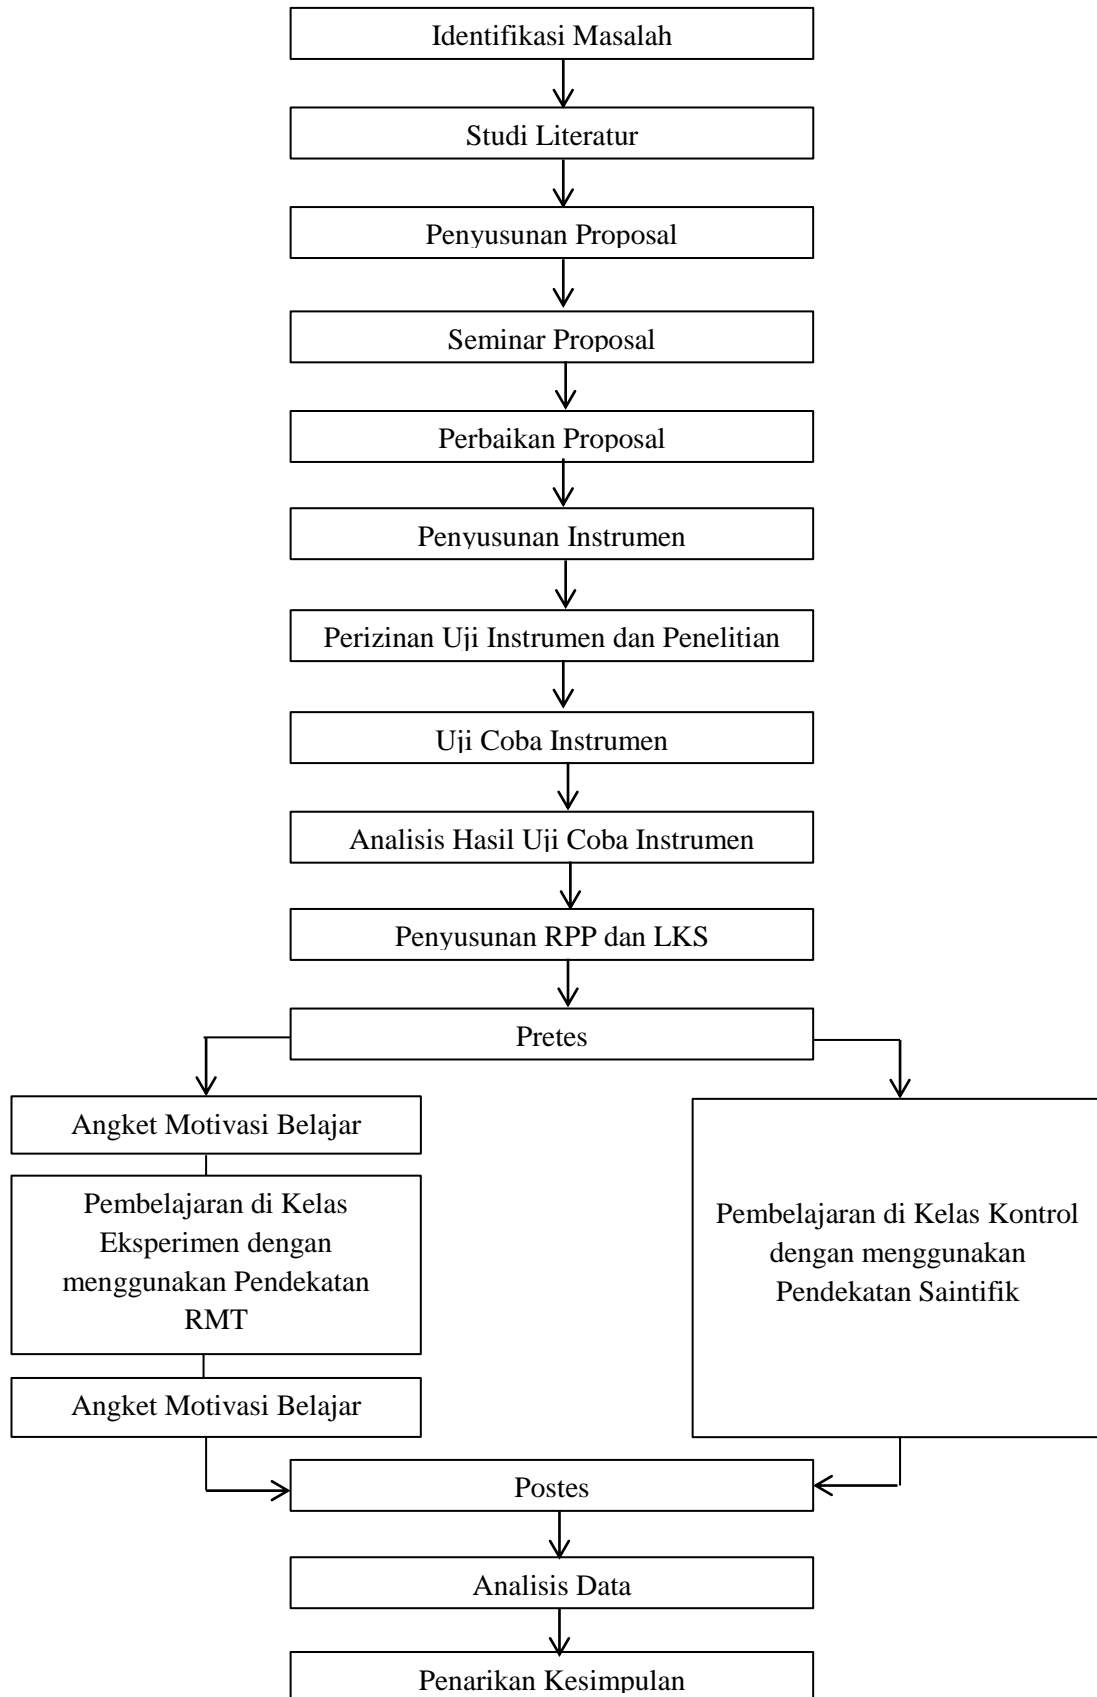 Identifikasi Masalah
Studi Literatur
Penyusunan Proposal
Seminar Proposal
Perbaikan Proposal
Penyusunan Instrumen
Perizinan Uji Instrumen dan Penelitian
Uji Coba Instrumen
Analisis Hasil Uji Coba Instrumen
Penyusunan RPP dan LKS
Pretes
Angket Motivasi Belajar
Pembelajaran di Kelas
Eksperimen dengan
menggunakan Pendekatan
RMT
Angket Motivasi Belajar
Pembelajaran di Kelas Kontrol
dengan menggunakan
Pendekatan Saintifik
Postes
Analisis Data
Penarikan Kesimpulan